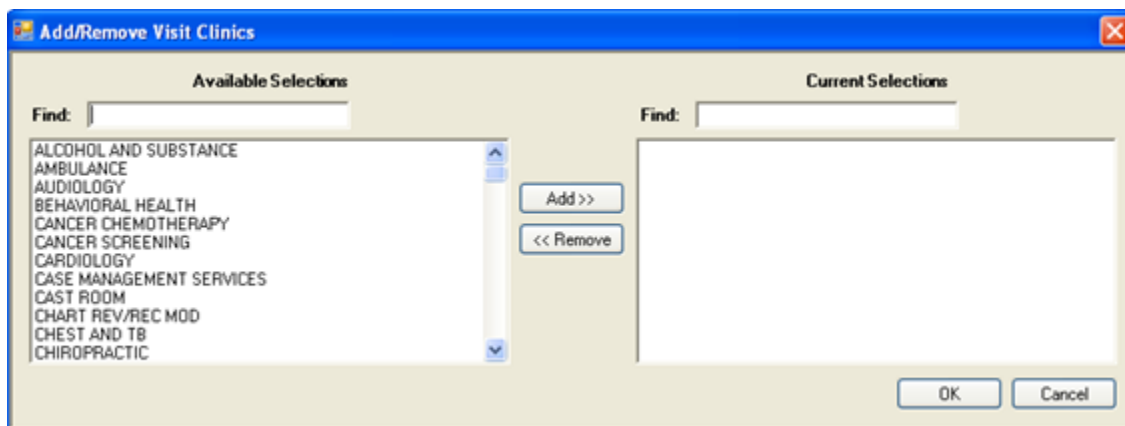 Add/Remove Visit Clinics
Available Selections
Find:
ALCOHOL AND SUBSTANCE
AMBULANCE
AUDIOLOGY
BEHAVIORAL HEALTH
CANCER CHEMOTHERAPY
CANCER SCREENING
CARDIOLOGY
CASE MANAGEMENT SERVICES
CAST ROOM
CHART REV/REC MOD
CHEST AND TB
CHIROPRACTIC
Add >>
<< Remove
Current Selections
Find:
OK
Cancel